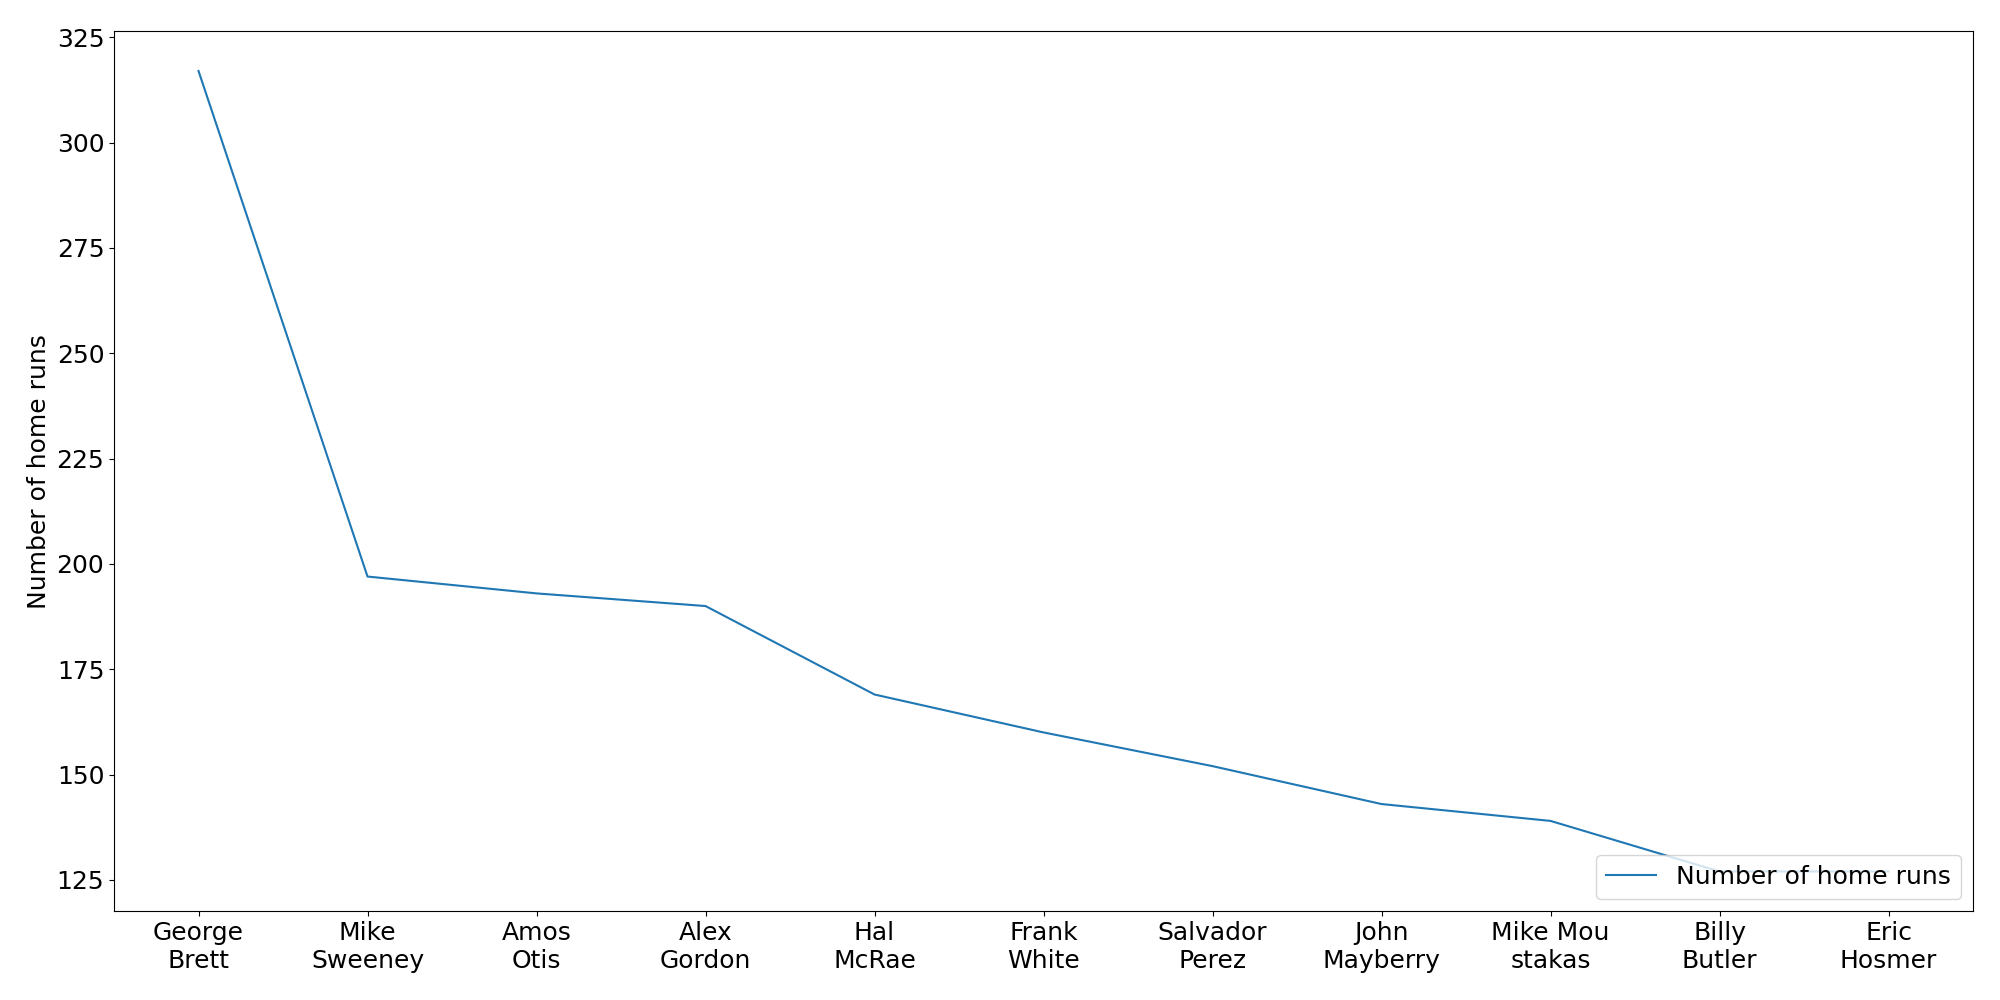 325
300
275
250
225
200
175
150
125
Number of home runs
Number of home runs
George
Brett
Mike
Sweeney
Amos
Otis
Alex
Gordon
Hal
McRae
Frank
White
Salvador
Perez
John
Mayberry
Mike Mou
stakas
Billy
Butler
Eric
Hosmer